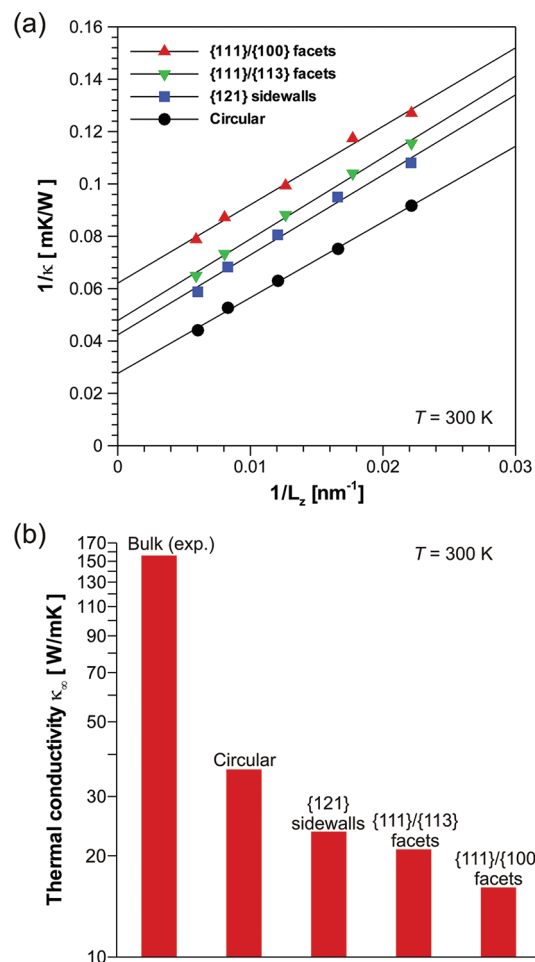 (a)
0.16
0.14
0.12
0.1
0.08
0.06
0.04
0.02
0
1/κ [ mK/W ]
{111}/{100} facets
{111}/{113} facets
{121} sidewalls
Circular
T = 300 K
0
0.01
0.02
0.03
1/Lz [nm⁻¹]
(b)
170
150
130
110
90
70
50
30
20
10
Thermal conductivity κ∞ [ W/mK ]
Bulk (exp.)
T = 300 K
Circular
{121}
sidewalls
{111}/{113}
facets
{111}/{100
facets